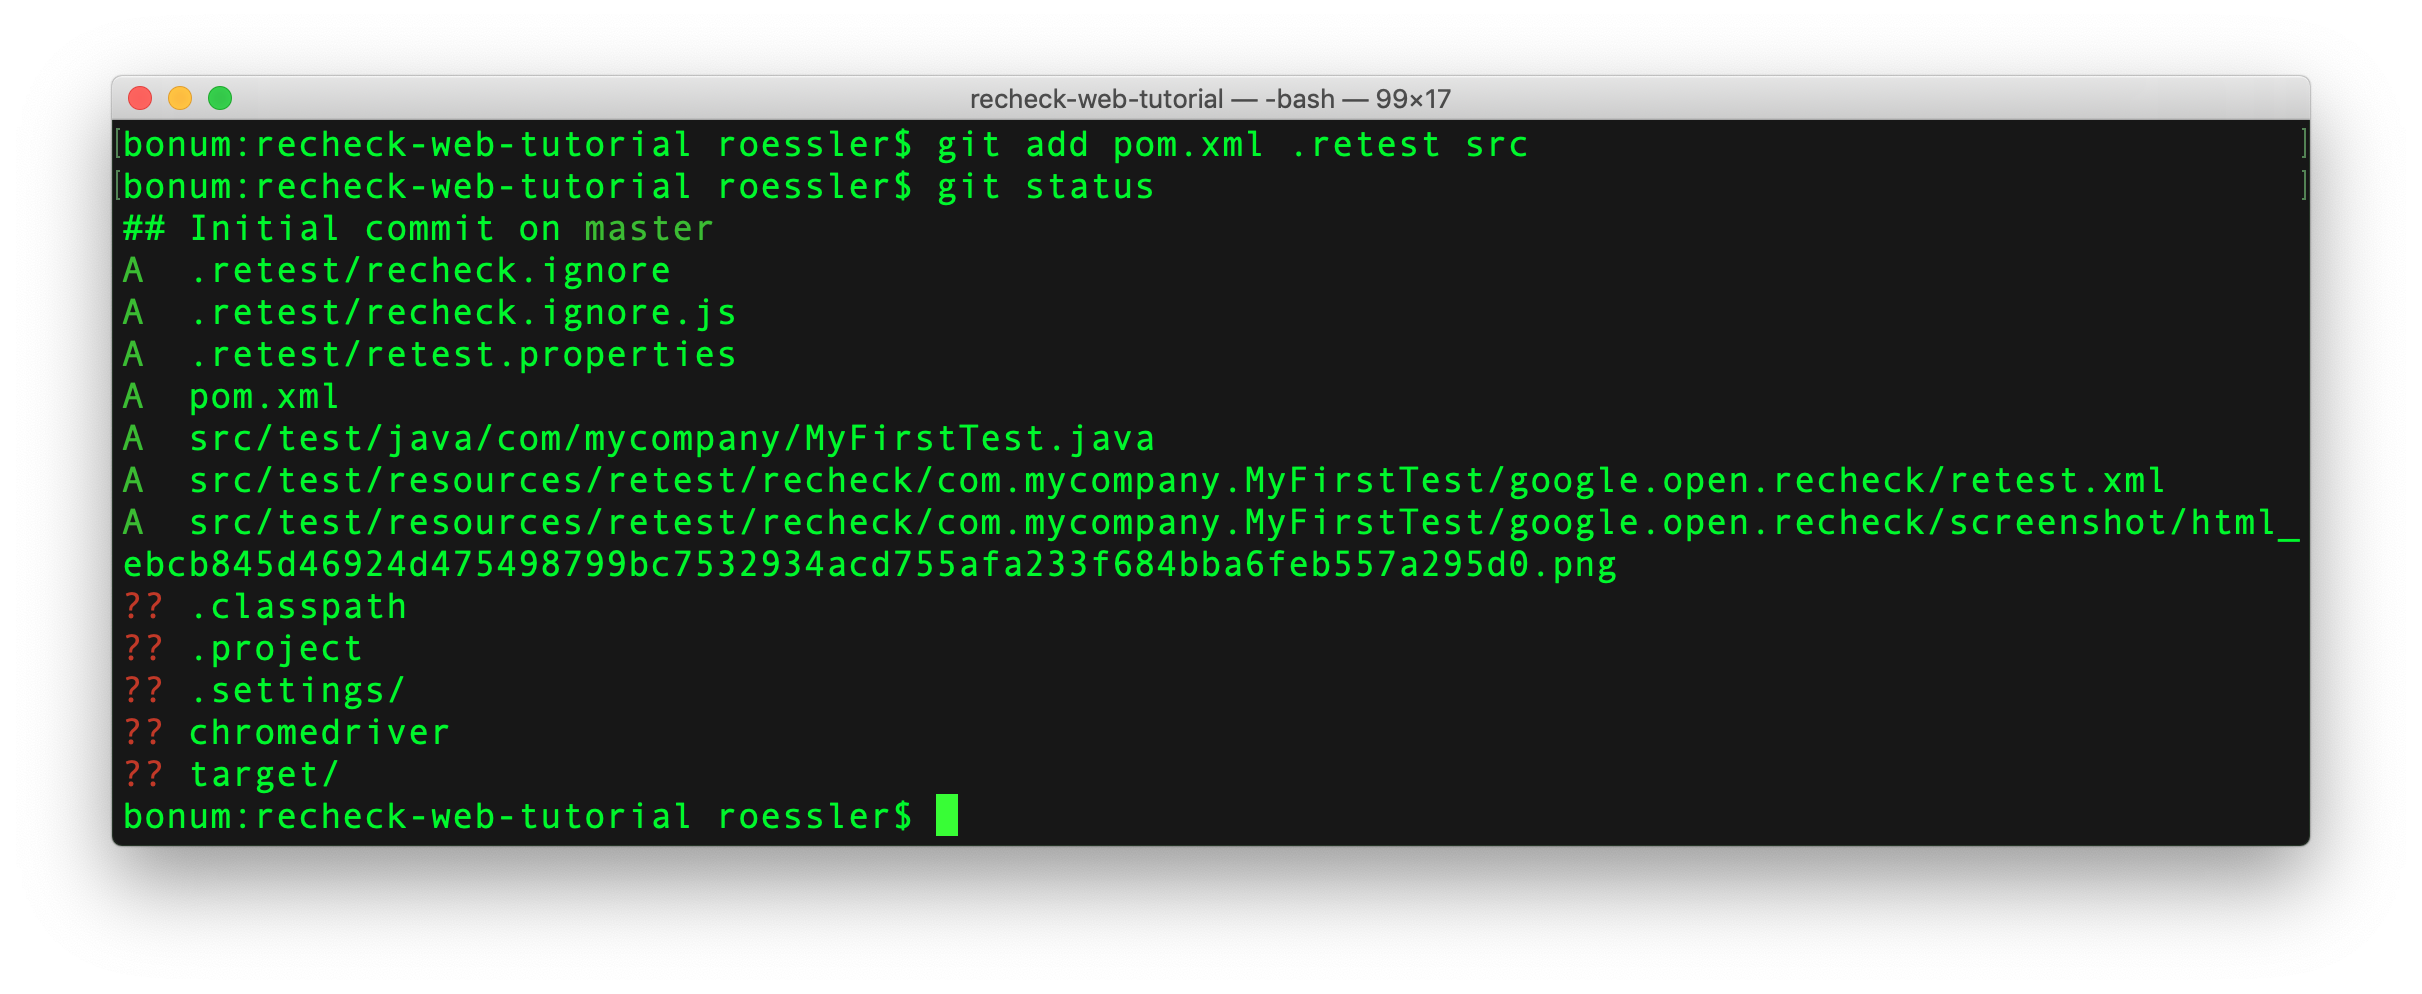 recheck-web-tutorial — -bash — 99×17
[bonum:recheck-web-tutorial roessler$ git add pom.xml .retest src ]
[bonum:recheck-web-tutorial roessler$ git status ]
## Initial commit on master
A  .retest/recheck.ignore
A  .retest/recheck.ignore.js
A  .retest/retest.properties
A  pom.xml
A  src/test/java/com/mycompany/MyFirstTest.java
A  src/test/resources/retest/recheck/com.mycompany.MyFirstTest/google.open.recheck/retest.xml
A  src/test/resources/retest/recheck/com.mycompany.MyFirstTest/google.open.recheck/screenshot/html_
ebcb845d46924d475498799bc7532934acd755afa233f684bba6feb557a295d0.png
?? .classpath
?? .project
?? .settings/
?? chromedriver
?? target/
bonum:recheck-web-tutorial roessler$